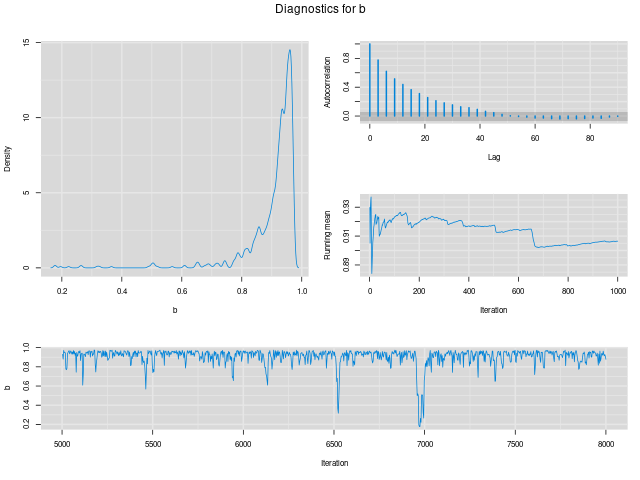 Diagnostics for b
15
10
5
0
Density
0.2 0.4 0.6 0.8 1.0
b
0.8
0.4
0.0
Autocorrelation
0 20 40 60 80
Lag
0.93
0.91
0.89
Running mean
0 200 400 600 800 1000
Iteration
1.0
0.8
0.6
0.4
0.2
b
5000 5500 6000 6500 7000 7500 8000
Iteration